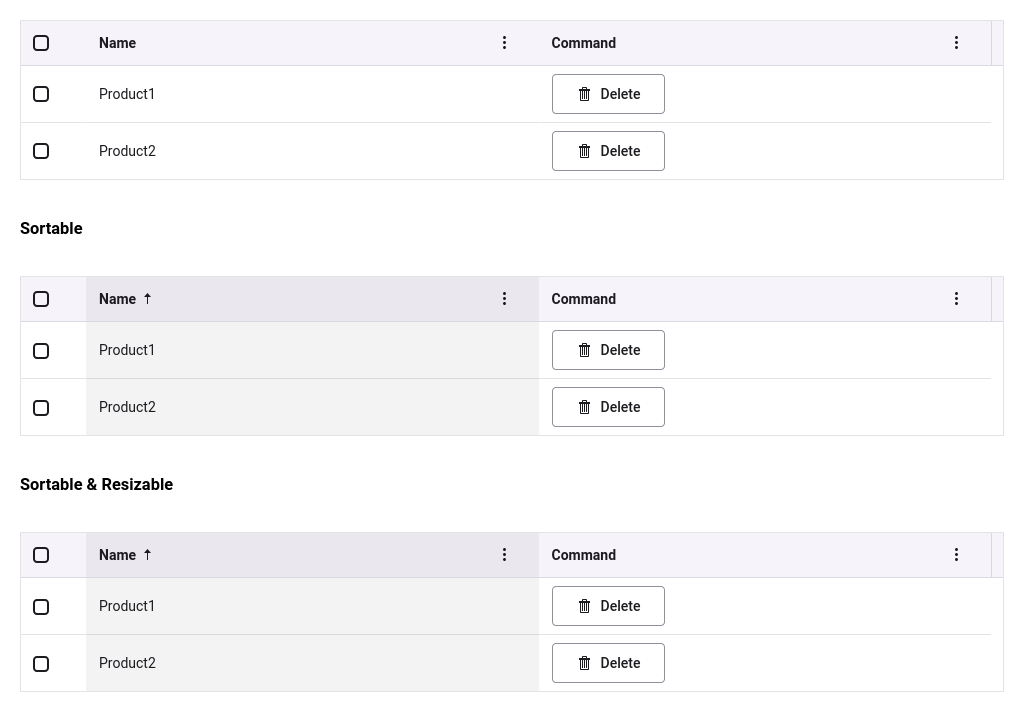 Name Command
Product1 Delete
Product2 Delete
Sortable
Name ↑ Command
Product1 Delete
Product2 Delete
Sortable & Resizable
Name ↑ Command
Product1 Delete
Product2 Delete